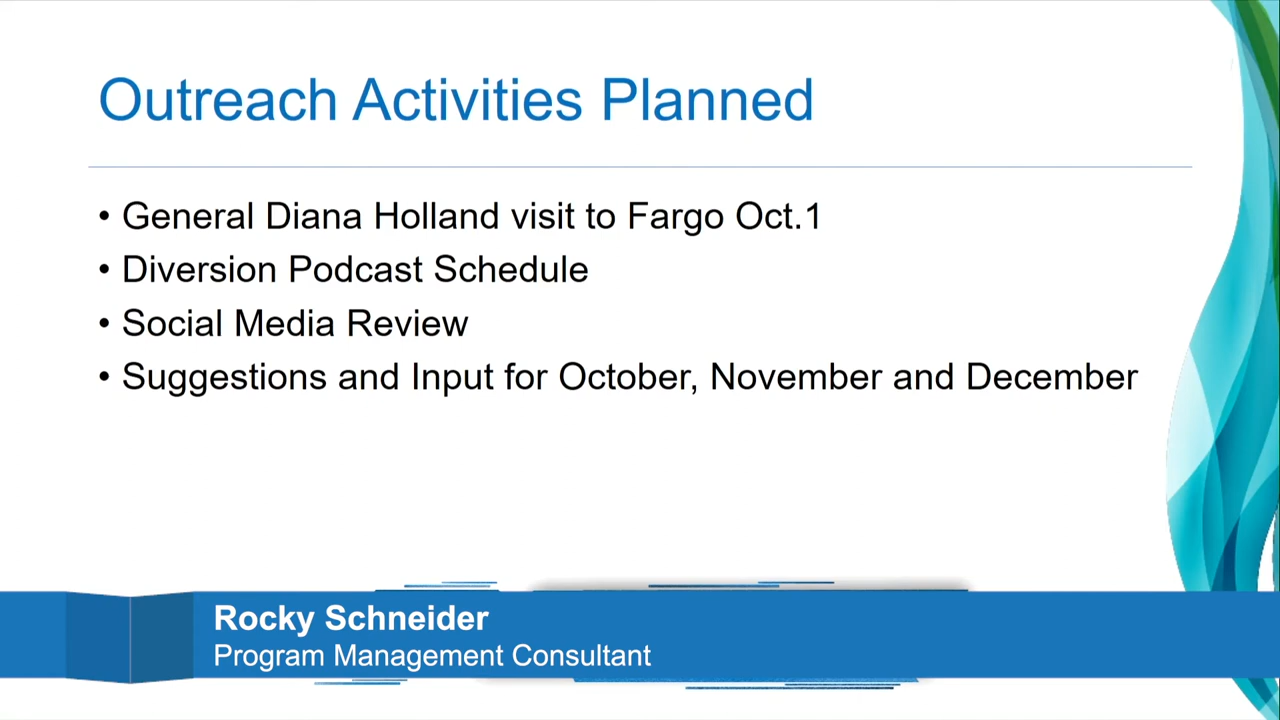 Outreach Activities Planned
• General Diana Holland visit to Fargo Oct.1
• Diversion Podcast Schedule
• Social Media Review
• Suggestions and Input for October, November and December
Rocky Schneider
Program Management Consultant